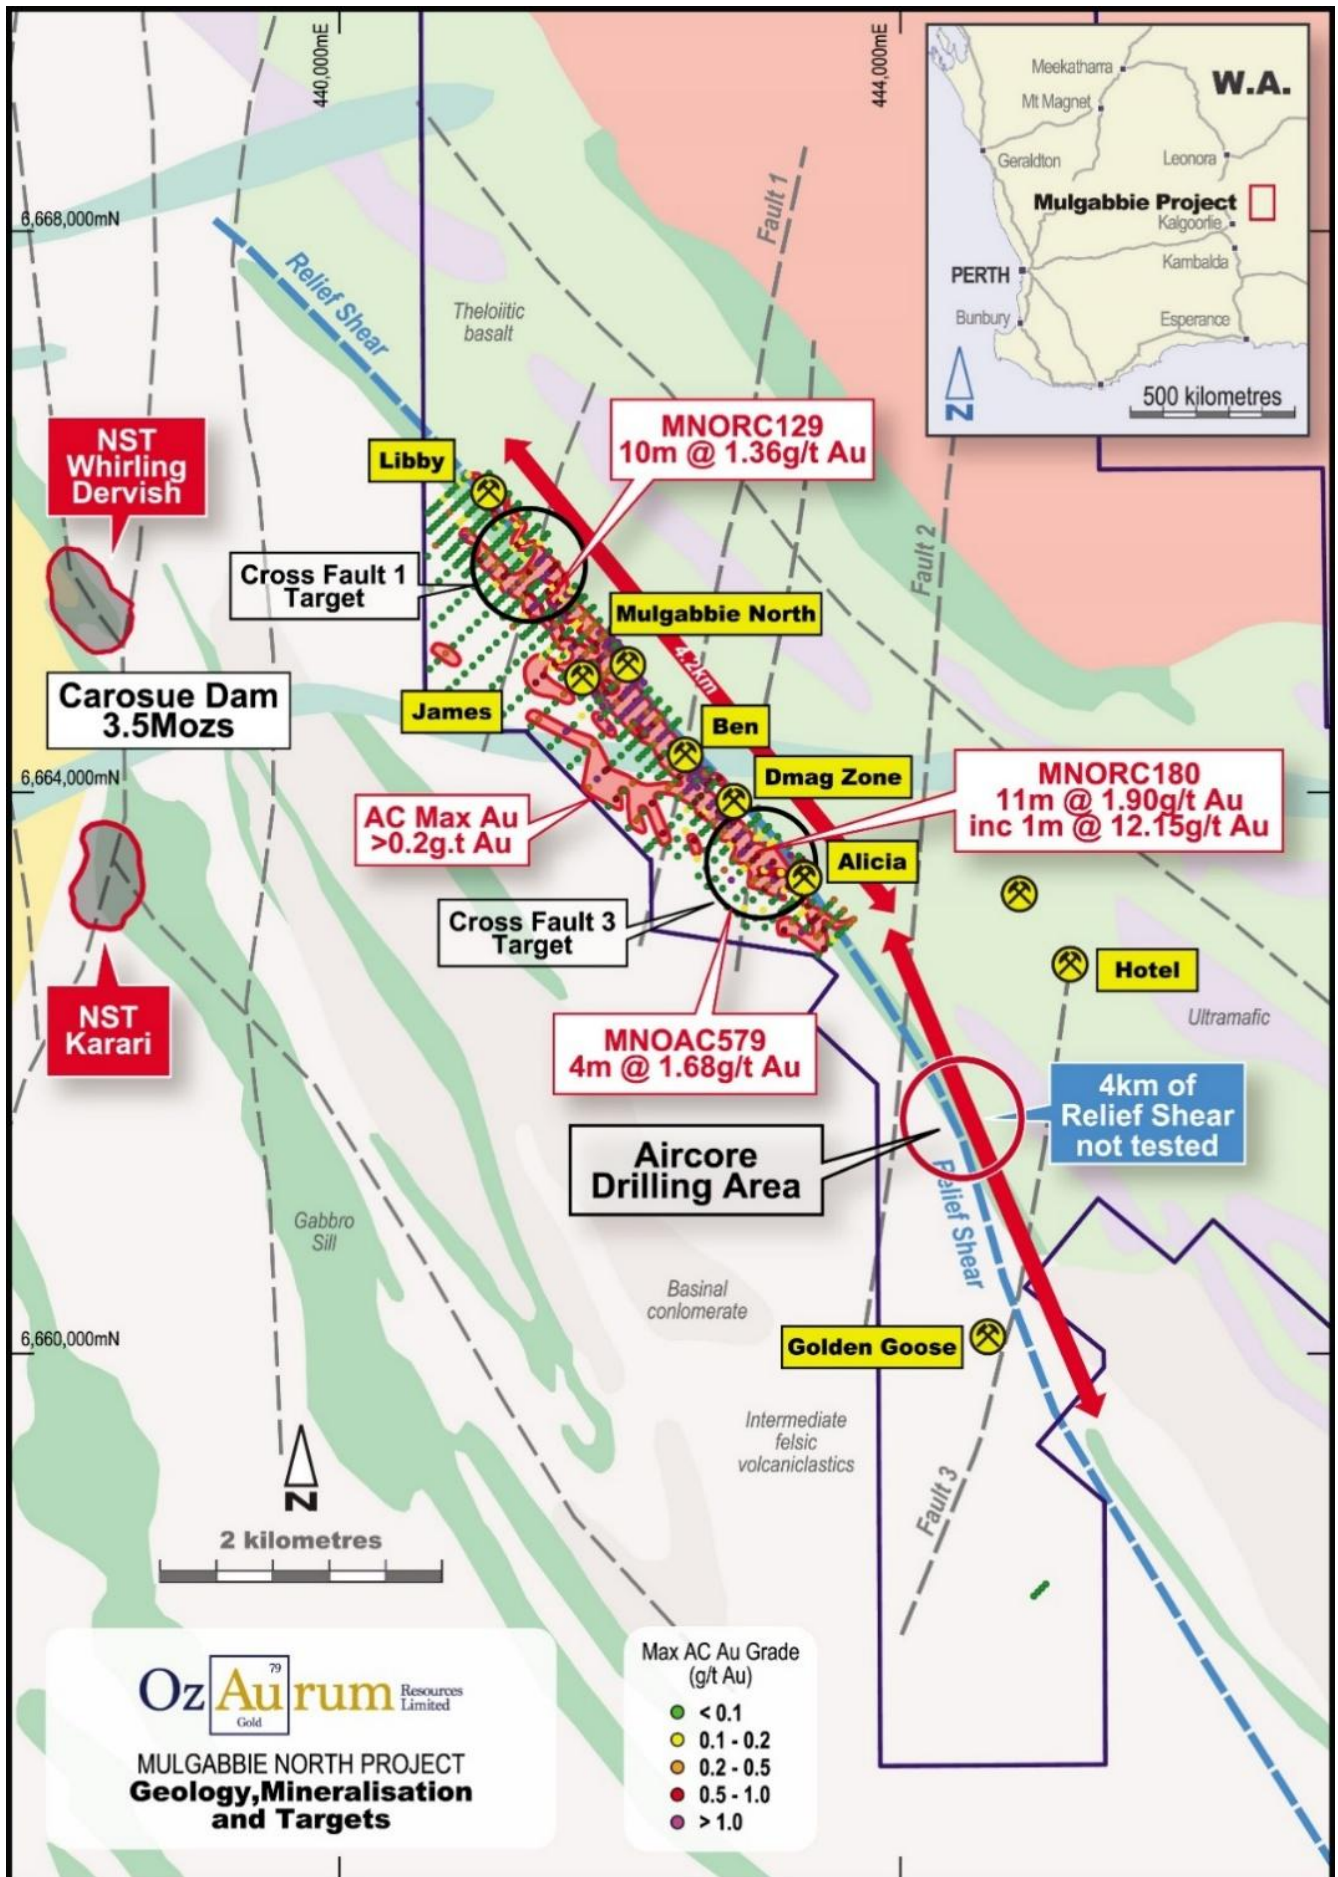 440,000mE
444,000mE
6,668,000mN
6,664,000mN
6,660,000mN
Meekatharra
W.A.
Mt Magnet
Geraldton
Leonora
Mulgabbie Project
Kalgoorlie
PERTH
Kambalda
Bunbury
Esperance
N
500 kilometres
Fault 1
Relief Shear
Theloiitic
basalt
NST
Whirling
Dervish
Libby
MNORC129
10m @ 1.36g/t Au
Fault 2
Cross Fault 1
Target
Mulgabbie North
4.2km
Carosue Dam
3.5Mozs
James
Ben
Dmag Zone
MNORC180
11m @ 1.90g/t Au
inc 1m @ 12.15g/t Au
AC Max Au
>0.2g.t Au
Alicia
Cross Fault 3
Target
Hotel
NST
Karari
Ultramafic
MNOAC579
4m @ 1.68g/t Au
4km of
Relief Shear
not tested
Aircore
Drilling Area
Relief Shear
Gabbro
Sill
Basinal
conlomerate
Golden Goose
Intermediate
felsic
volcaniclastics
Fault 3
N
2 kilometres
Oz Aurum Resources Limited
79
Gold
MULGABBIE NORTH PROJECT
Geology,Mineralisation
and Targets
Max AC Au Grade
(g/t Au)
< 0.1
0.1 - 0.2
0.2 - 0.5
0.5 - 1.0
> 1.0